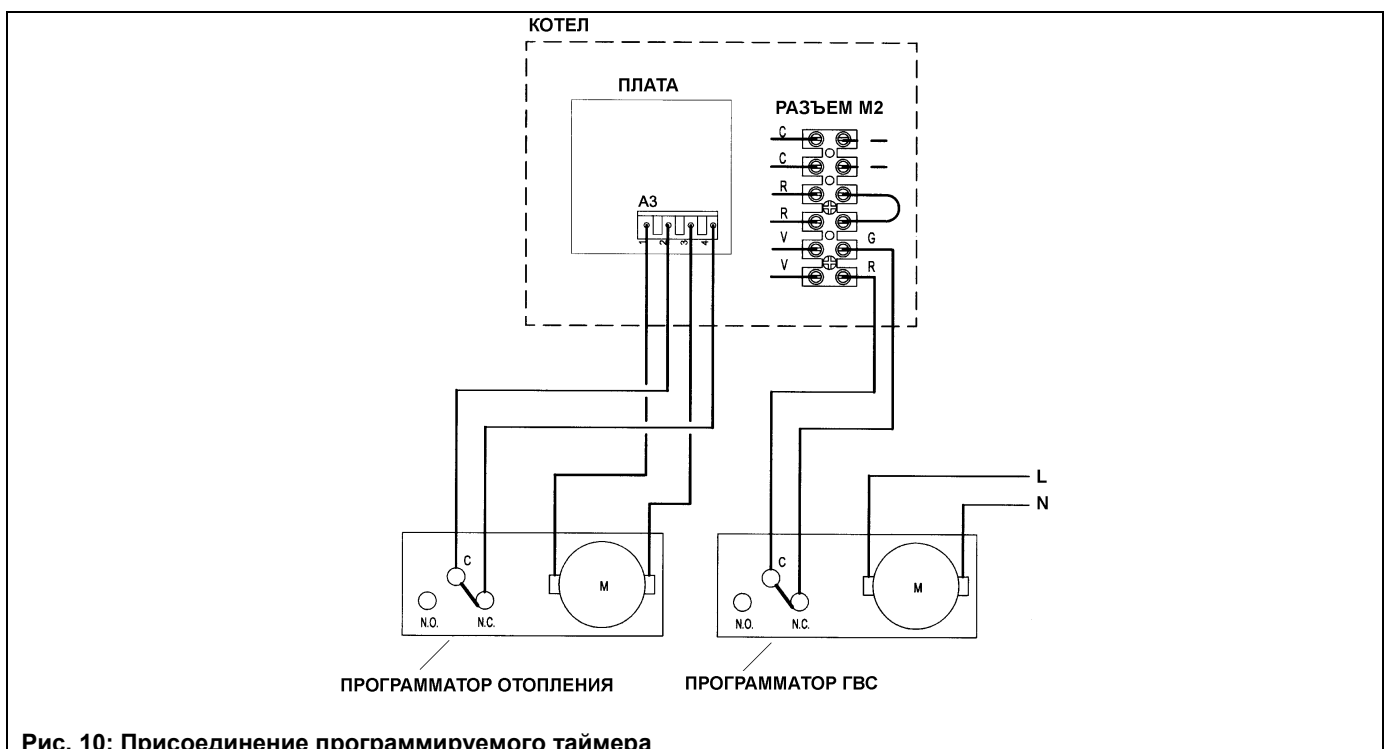 КОТЕЛ
ПЛАТА
РАЗЪЕМ М2
C
C
R
R
V
V
G
R
A3
1
2
3
4
L
N
C
M
N.O.
N.C.
C
M
N.O.
N.C.
ПРОГРАММАТОР ОТОПЛЕНИЯ
ПРОГРАММАТОР ГВС
Рис. 10: Присоединение программируемого таймера